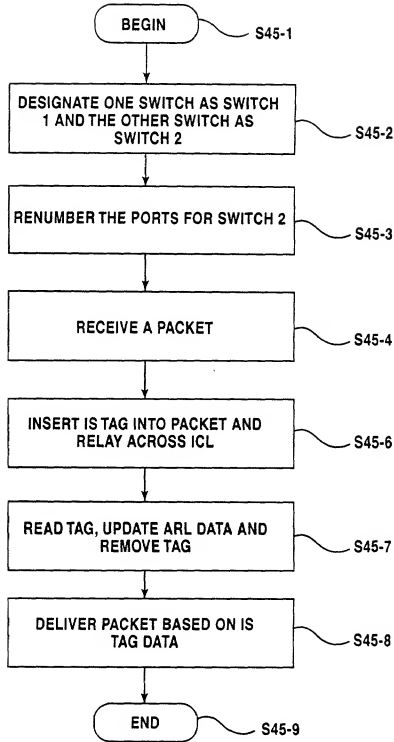 BEGIN
S45-1
DESIGNATE ONE SWITCH AS SWITCH
1 AND THE OTHER SWITCH AS
SWITCH 2
S45-2
RENUMBER THE PORTS FOR SWITCH 2
S45-3
RECEIVE A PACKET
S45-4
INSERT IS TAG INTO PACKET AND
RELAY ACROSS ICL
S45-6
READ TAG, UPDATE ARL DATA AND
REMOVE TAG
S45-7
DELIVER PACKET BASED ON IS
TAG DATA
S45-8
END
S45-9